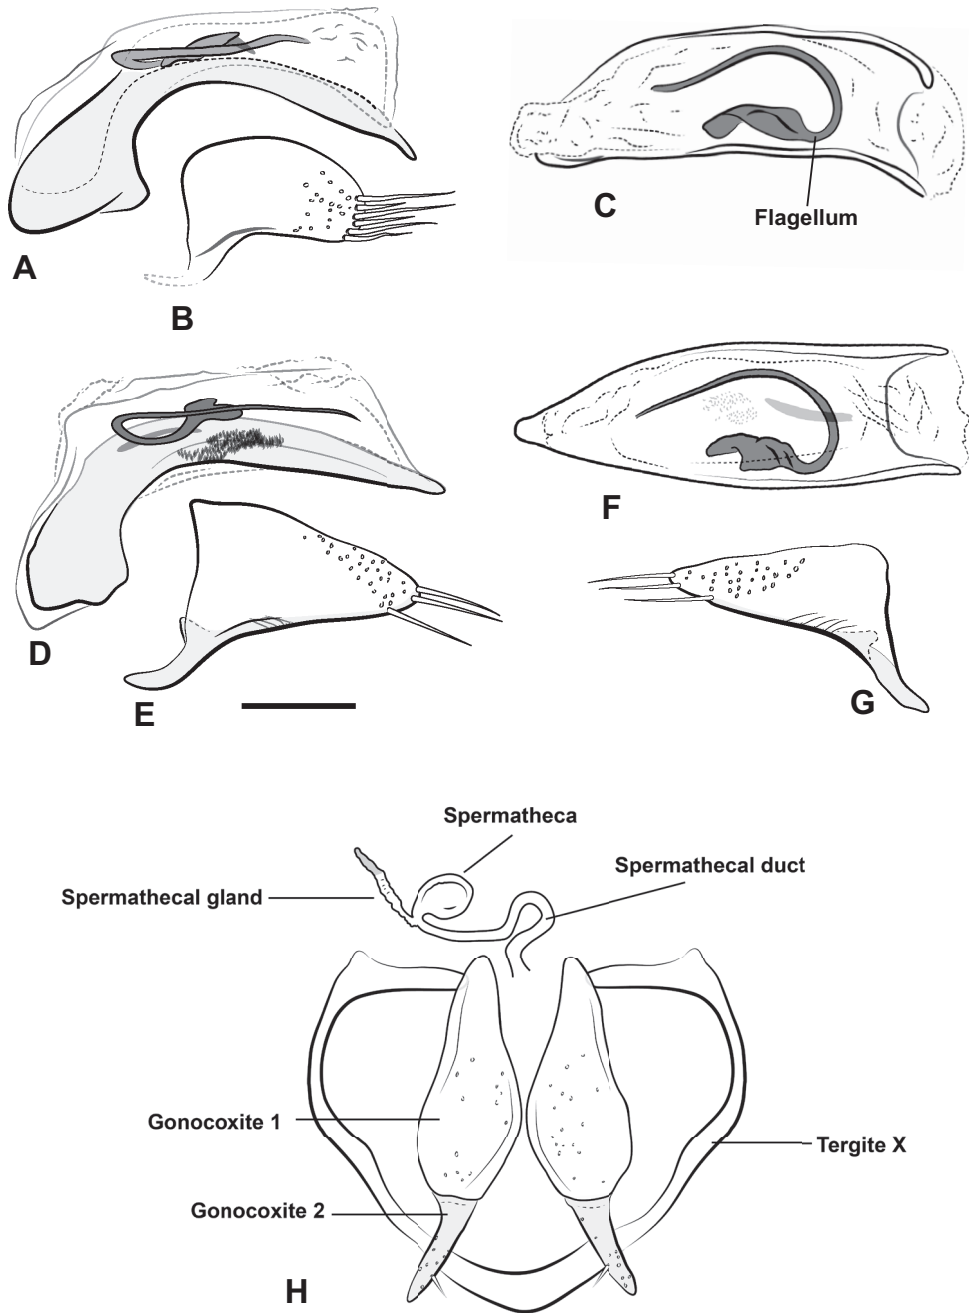 A
B
C
Flagellum
D
E
F
G
Spermatheca
Spermathecal duct
Spermathecal gland
Gonocoxite 1
Tergite X
Gonocoxite 2
H